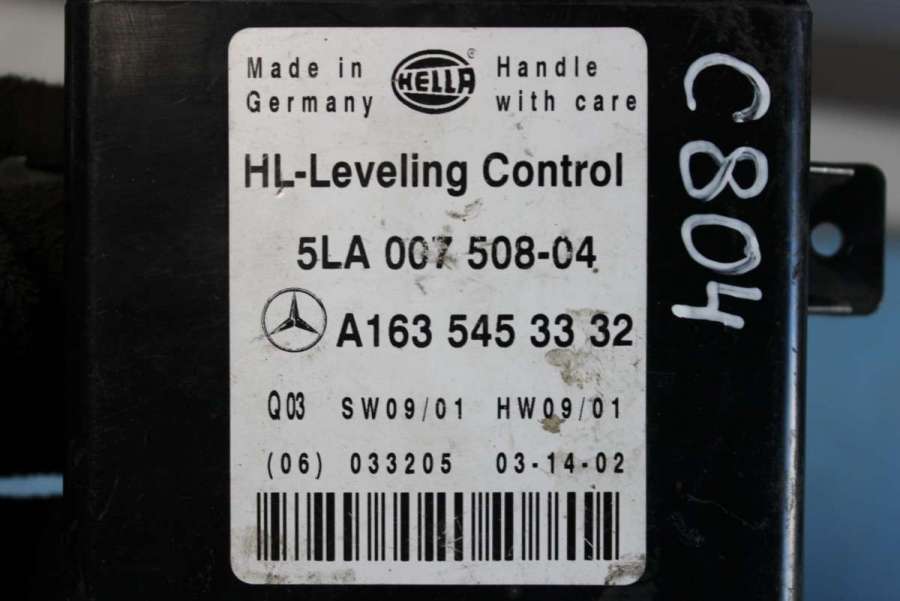 Made in
Germany
HELLA
®
Handle
with care
HL-Leveling Control
5LA 007 508-04
A163 545 33 32
Q03 SW09/01 HW09/01
(06) 033205 03-14-02
C804